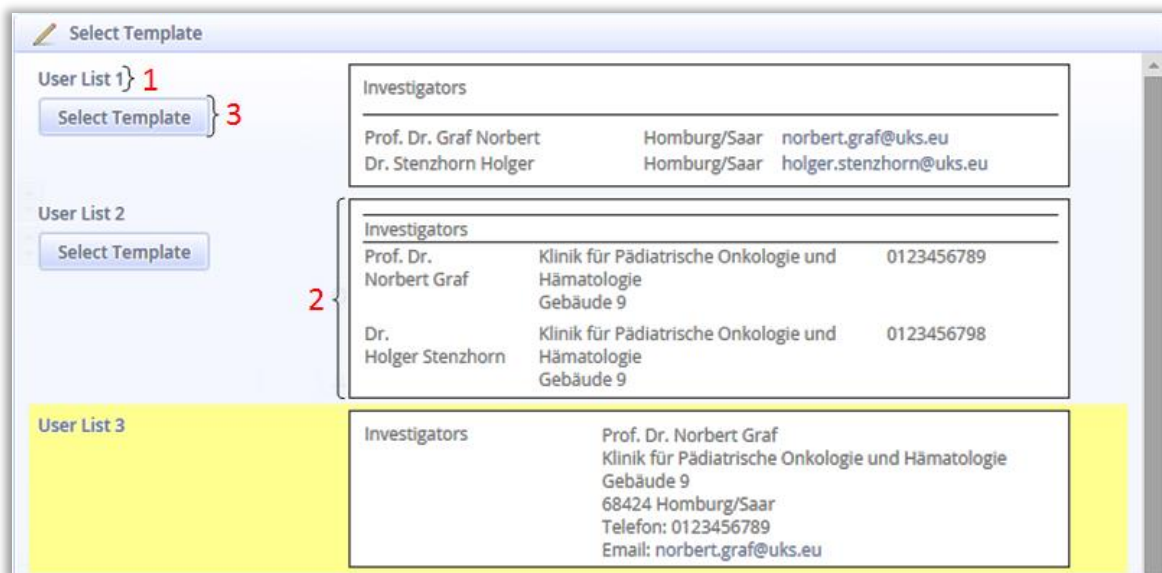 Select Template
User List 1 1
Select Template 3
Investigators
Prof. Dr. Graf Norbert Homburg/Saar norbert.graf@uks.eu
Dr. Stenzhorn Holger Homburg/Saar holger.stenzhorn@uks.eu
User List 2
Select Template
2
Investigators
Prof. Dr. Klinik für Pädiatrische Onkologie und 0123456789
Norbert Graf Hämatologie
Gebäude 9
Dr. Klinik für Pädiatrische Onkologie und 0123456798
Holger Stenzhorn Hämatologie
Gebäude 9
User List 3
Investigators Prof. Dr. Norbert Graf
Klinik für Pädiatrische Onkologie und Hämatologie
Gebäude 9
68424 Homburg/Saar
Telefon: 0123456789
Email: norbert.graf@uks.eu